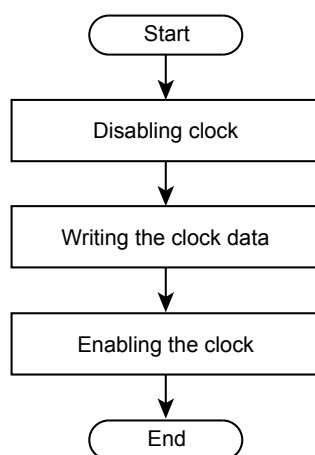 Start
Disabling clock
Writing the clock data
Enabling the clock
End